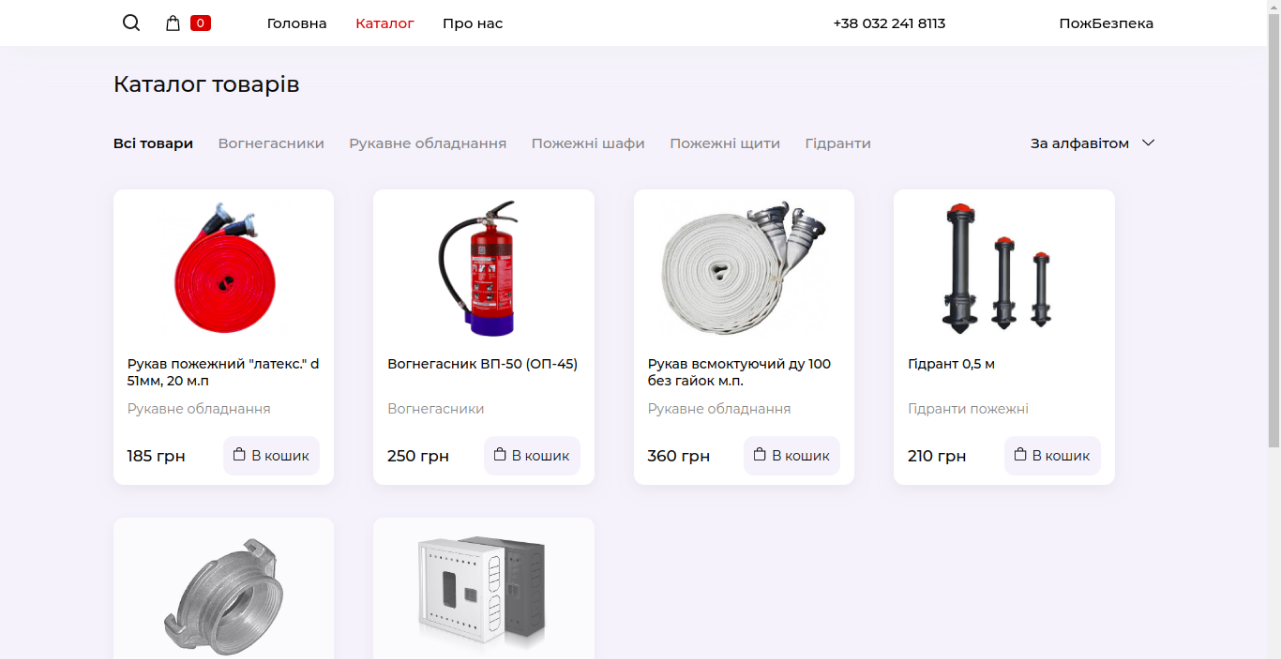 0 Головна Каталог Про нас +38 032 241 8113 ПожБезпека
Каталог товарів
Всі товари Вогнегасники Рукавне обладнання Пожежні шафи Пожежні щити Гідранти За алфавітом
Рукав пожежний "латекс." d
51мм, 20 м.п
Рукавне обладнання
185 грн В кошик
Вогнегасник ВП-50 (ОП-45)
Вогнегасники
250 грн В кошик
Рукав всмоктуючий ду 100
без гайок м.п.
Рукавне обладнання
360 грн В кошик
Гідрант 0,5 м
Гідранти пожежні
210 грн В кошик